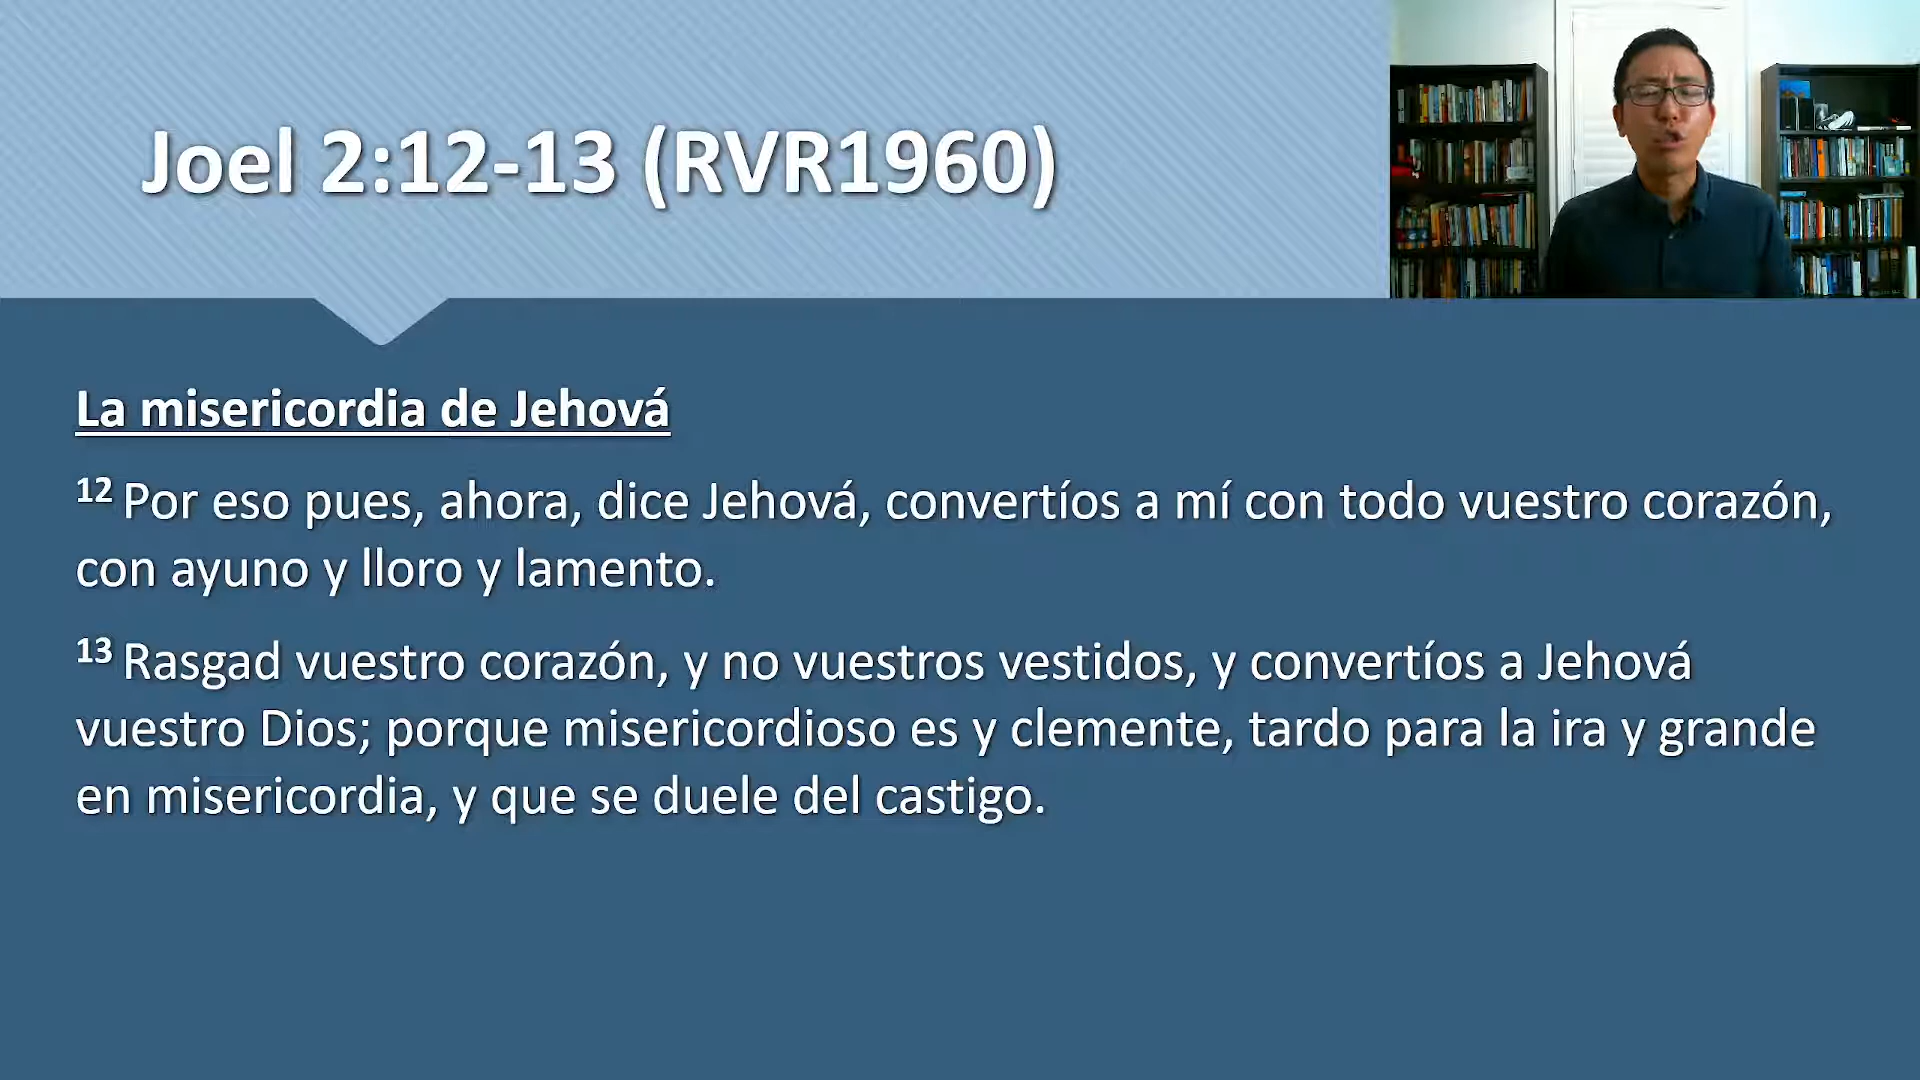 Joel 2:12-13 (RVR1960)
La misericordia de Jehová
12 Por eso pues, ahora, dice Jehová, convertíos a mí con todo vuestro corazón,
con ayuno y lloro y lamento.
13 Rasgad vuestro corazón, y no vuestros vestidos, y convertíos a Jehová
vuestro Dios; porque misericordioso es y clemente, tardo para la ira y grande
en misericordia, y que se duele del castigo.